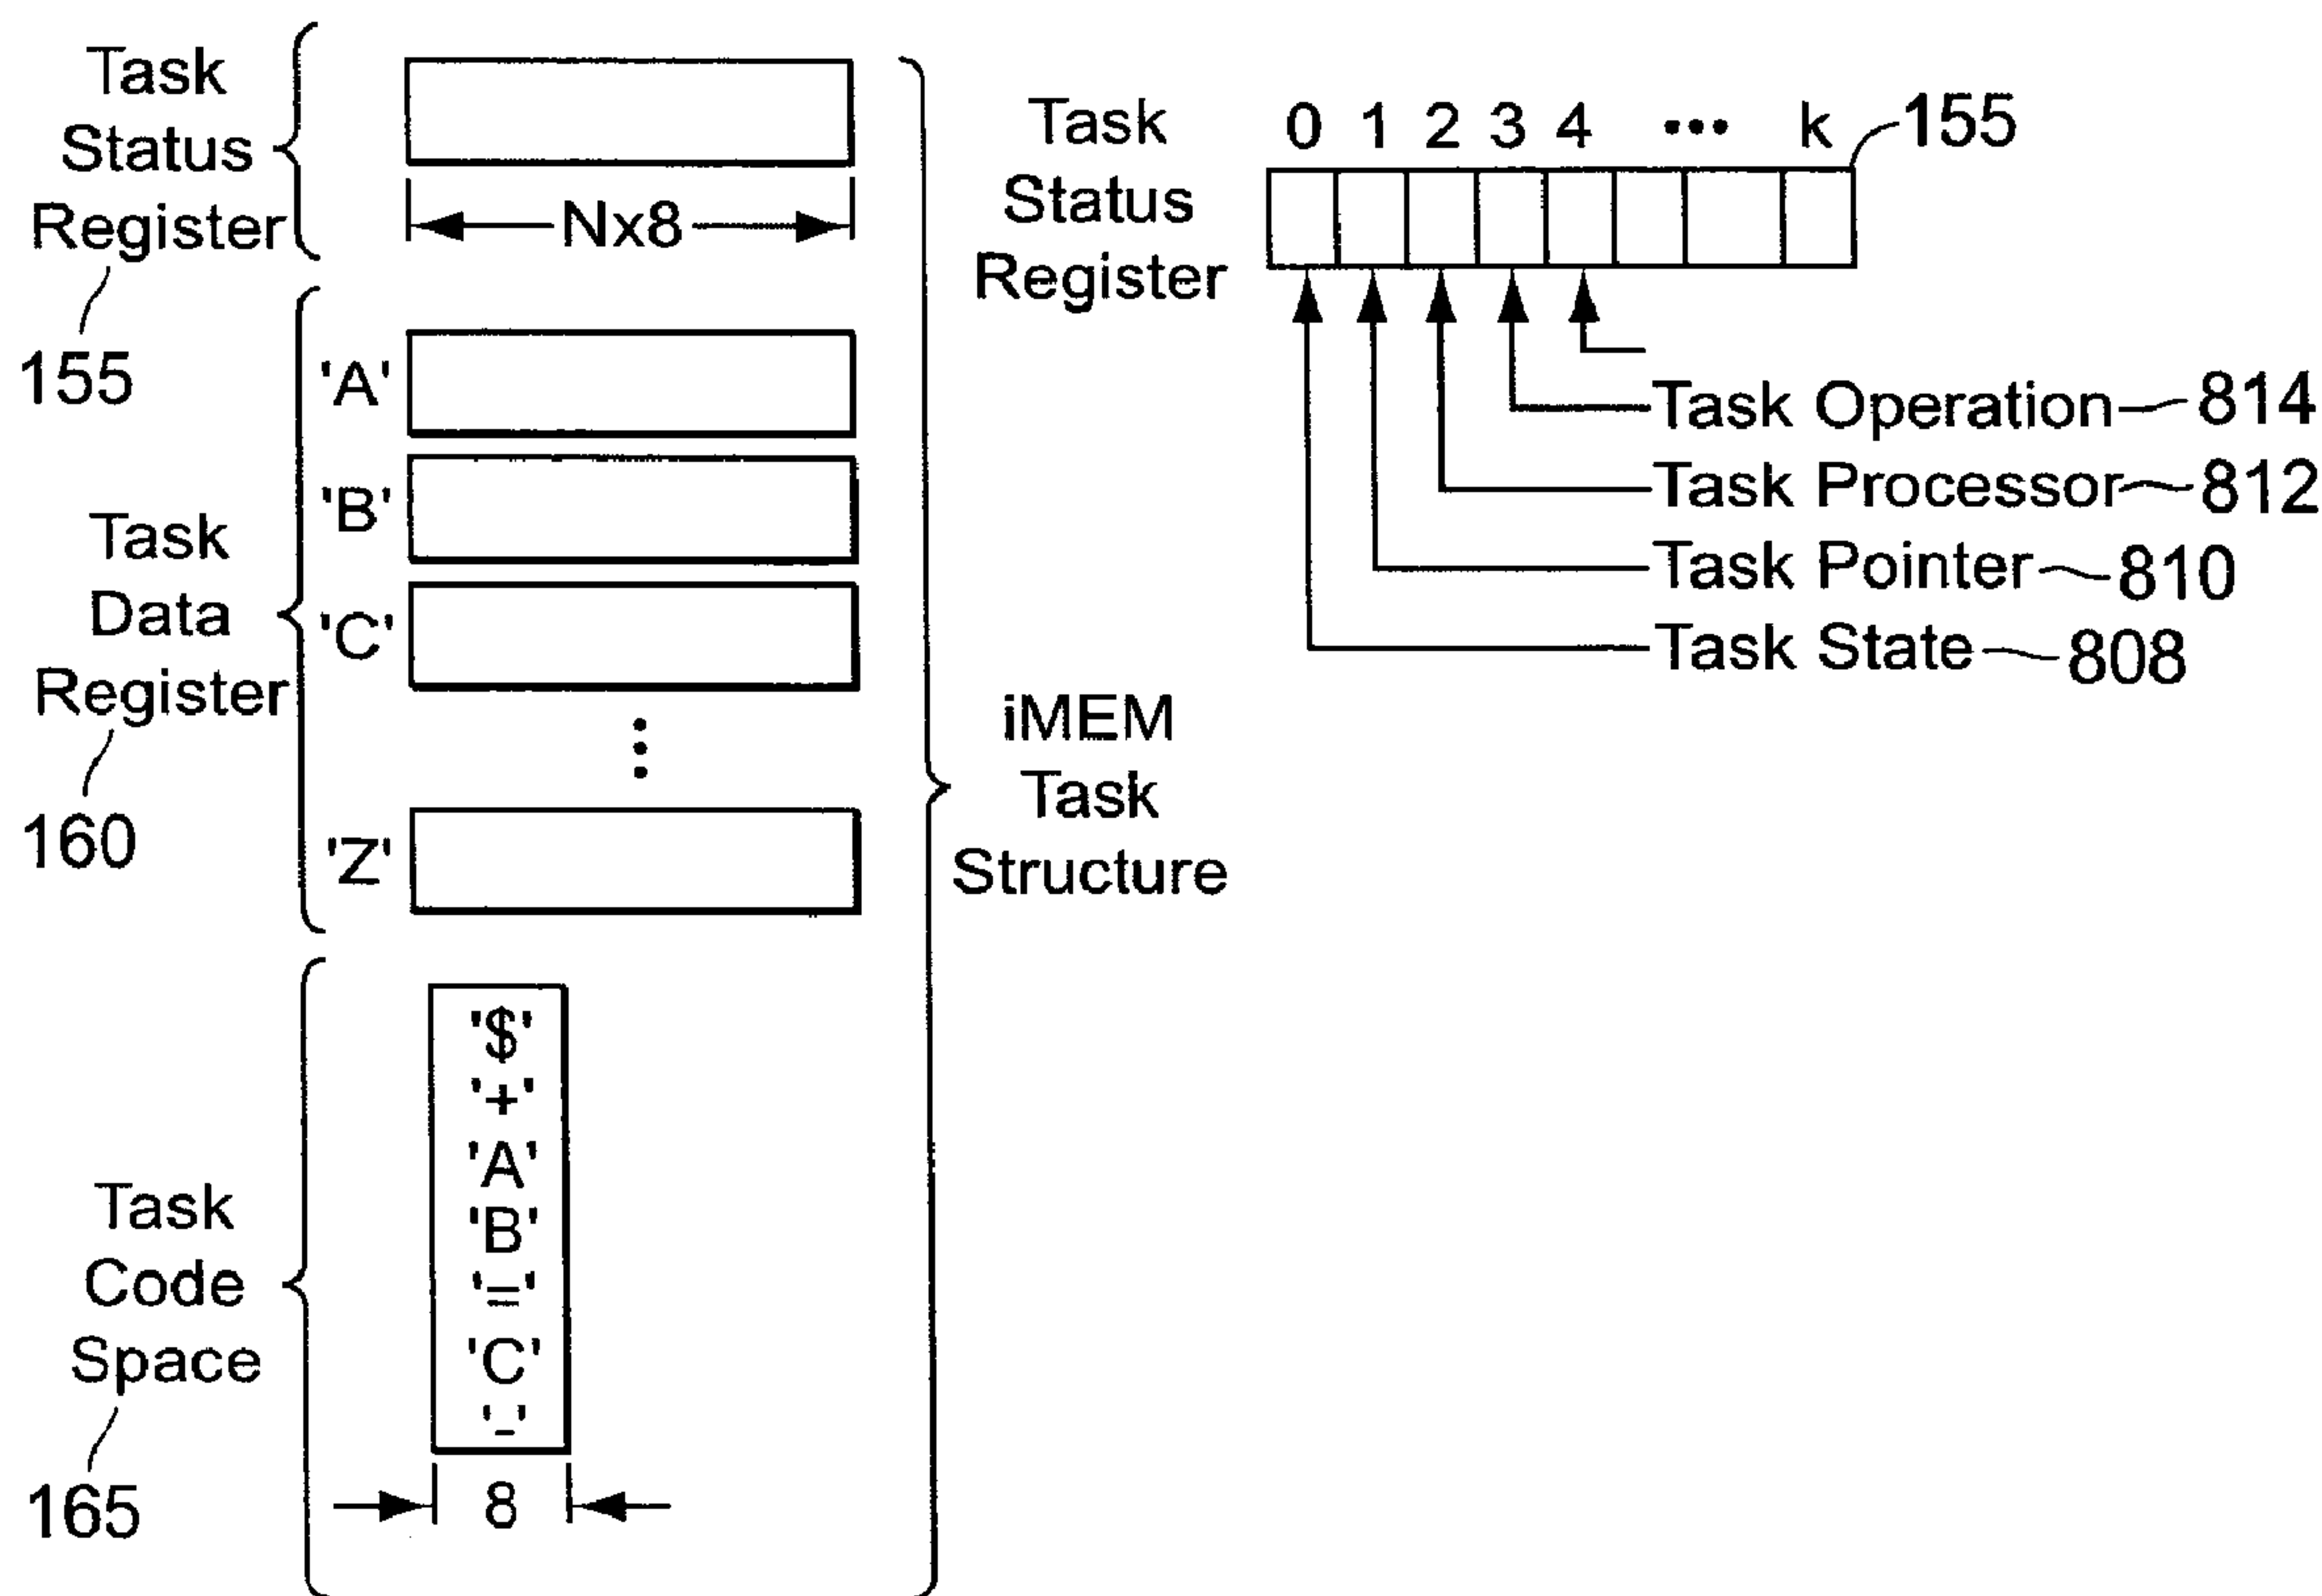 Task
Status
Register
155
Nx8
Task
Data
Register
160
'A'
'B'
'C'
'Z'
Task
Code
Space
165
'$'
'+'
'A'
'B'
'='
'C'
'-'
8
iMEM
Task
Structure
Task
Status
Register
0 1 2 3 4 ••• k 155
Task Operation 814
Task Processor 812
Task Pointer 810
Task State 808